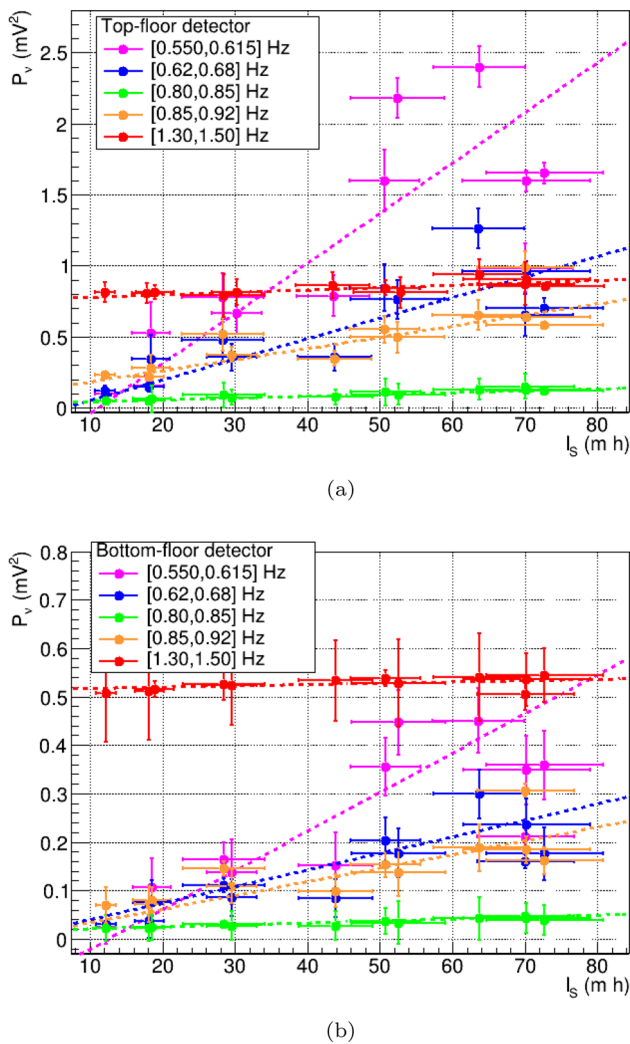 Top-floor detector
[0.550,0.615] Hz
[0.62,0.68] Hz
[0.80,0.85] Hz
[0.85,0.92] Hz
[1.30,1.50] Hz
Pν (mV²)
2.5
2
1.5
1
0.5
0
10 20 30 40 50 60 70 80
I_S (m h)
(a)
Bottom-floor detector
[0.550,0.615] Hz
[0.62,0.68] Hz
[0.80,0.85] Hz
[0.85,0.92] Hz
[1.30,1.50] Hz
Pν (mV²)
0.8
0.7
0.6
0.5
0.4
0.3
0.2
0.1
0
10 20 30 40 50 60 70 80
I_S (m h)
(b)